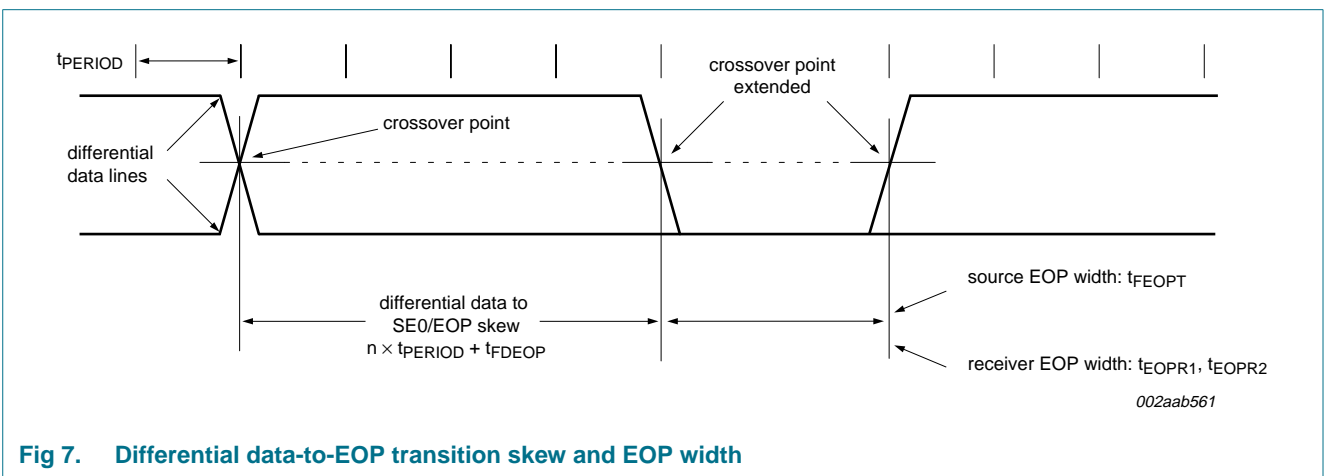 tPERIOD
crossover point
extended
crossover point
differential
data lines
differential data to
SE0/EOP skew
n × tPERIOD + tFDEOP
source EOP width: tFEOPT
receiver EOP width: tEOPR1, tEOPR2
002aab561
Fig 7. Differential data-to-EOP transition skew and EOP width